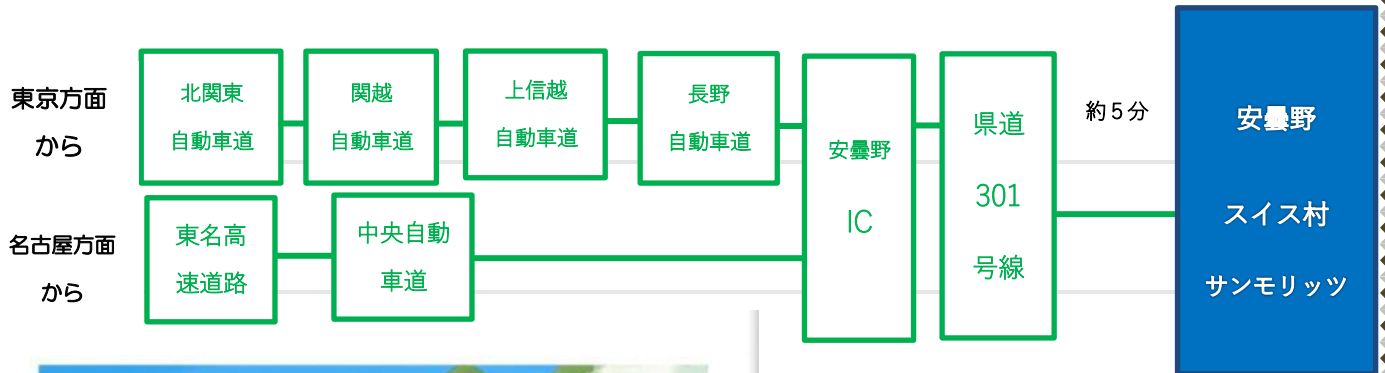 東京方面
から
北関東
自動車道
関越
自動車道
上信越
自動車道
長野
自動車道
名古屋方面
から
東名高
速道路
中央自動
車道
安曇野
IC
県道
301
号線
約5分
安曇野
スイス村
サンモリッツ